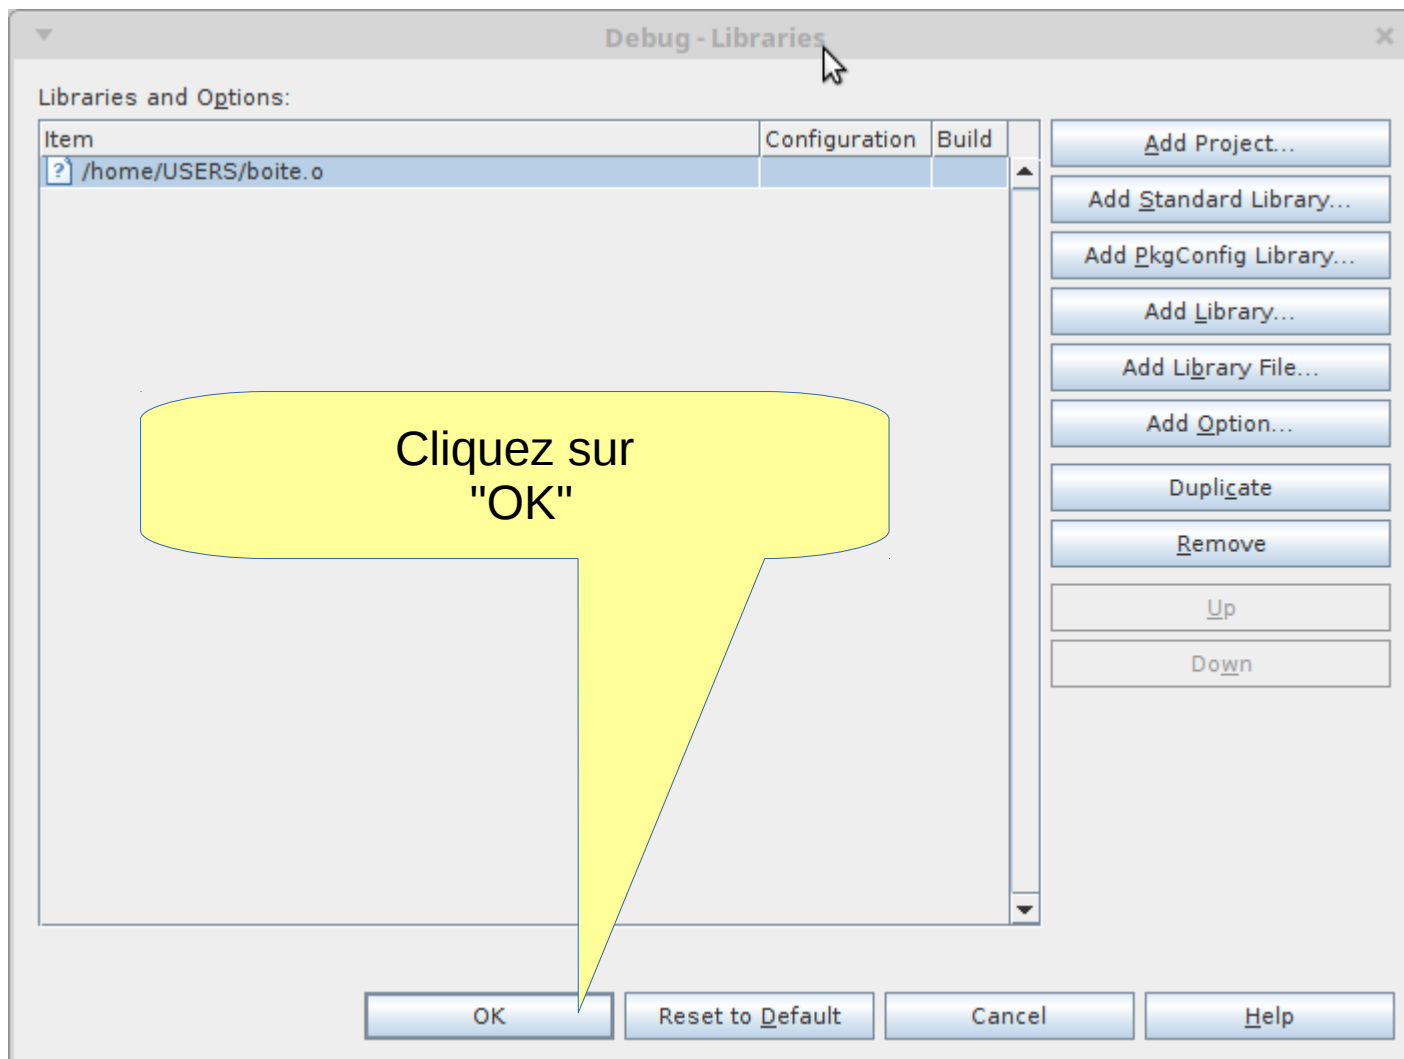 Debug - Libraries
Libraries and Options:
Item Configuration Build
/home/USERS/boite.o
Add Project...
Add Standard Library...
Add PkgConfig Library...
Add Library...
Add Library File...
Add Option...
Duplicate
Remove
Up
Down
Cliquez sur
"OK"
OK Reset to Default Cancel Help